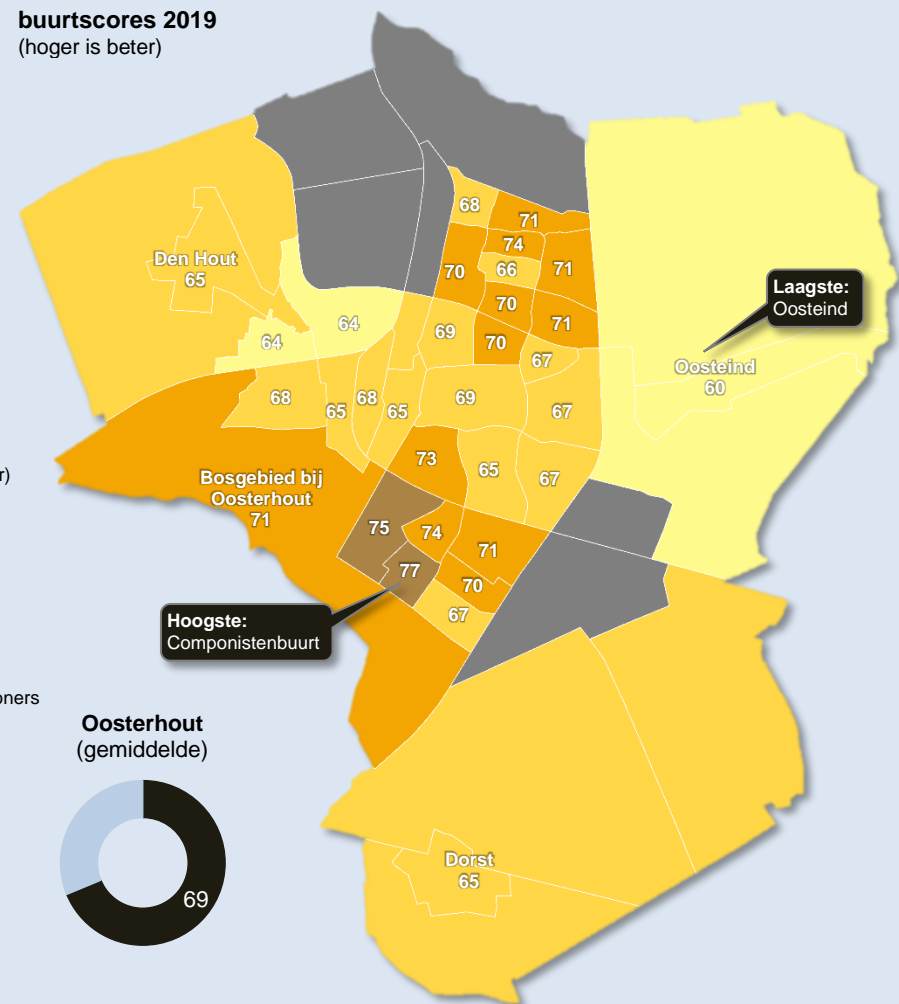 buurtscores 2019
(hoger is beter)
68
71
74
70
66
71
Den Hout
65
70
71
Laagste:
Oosteind
64
69
64
70
67
Oosteind
60
68
65
68
65
69
67
73
65
67
r)
Bosgebied bij
Oosterhout
71
75
74
71
77
70
67
Hoogste:
Componistenbuurt
oners
Oosterhout
(gemiddelde)
69
Dorst
65